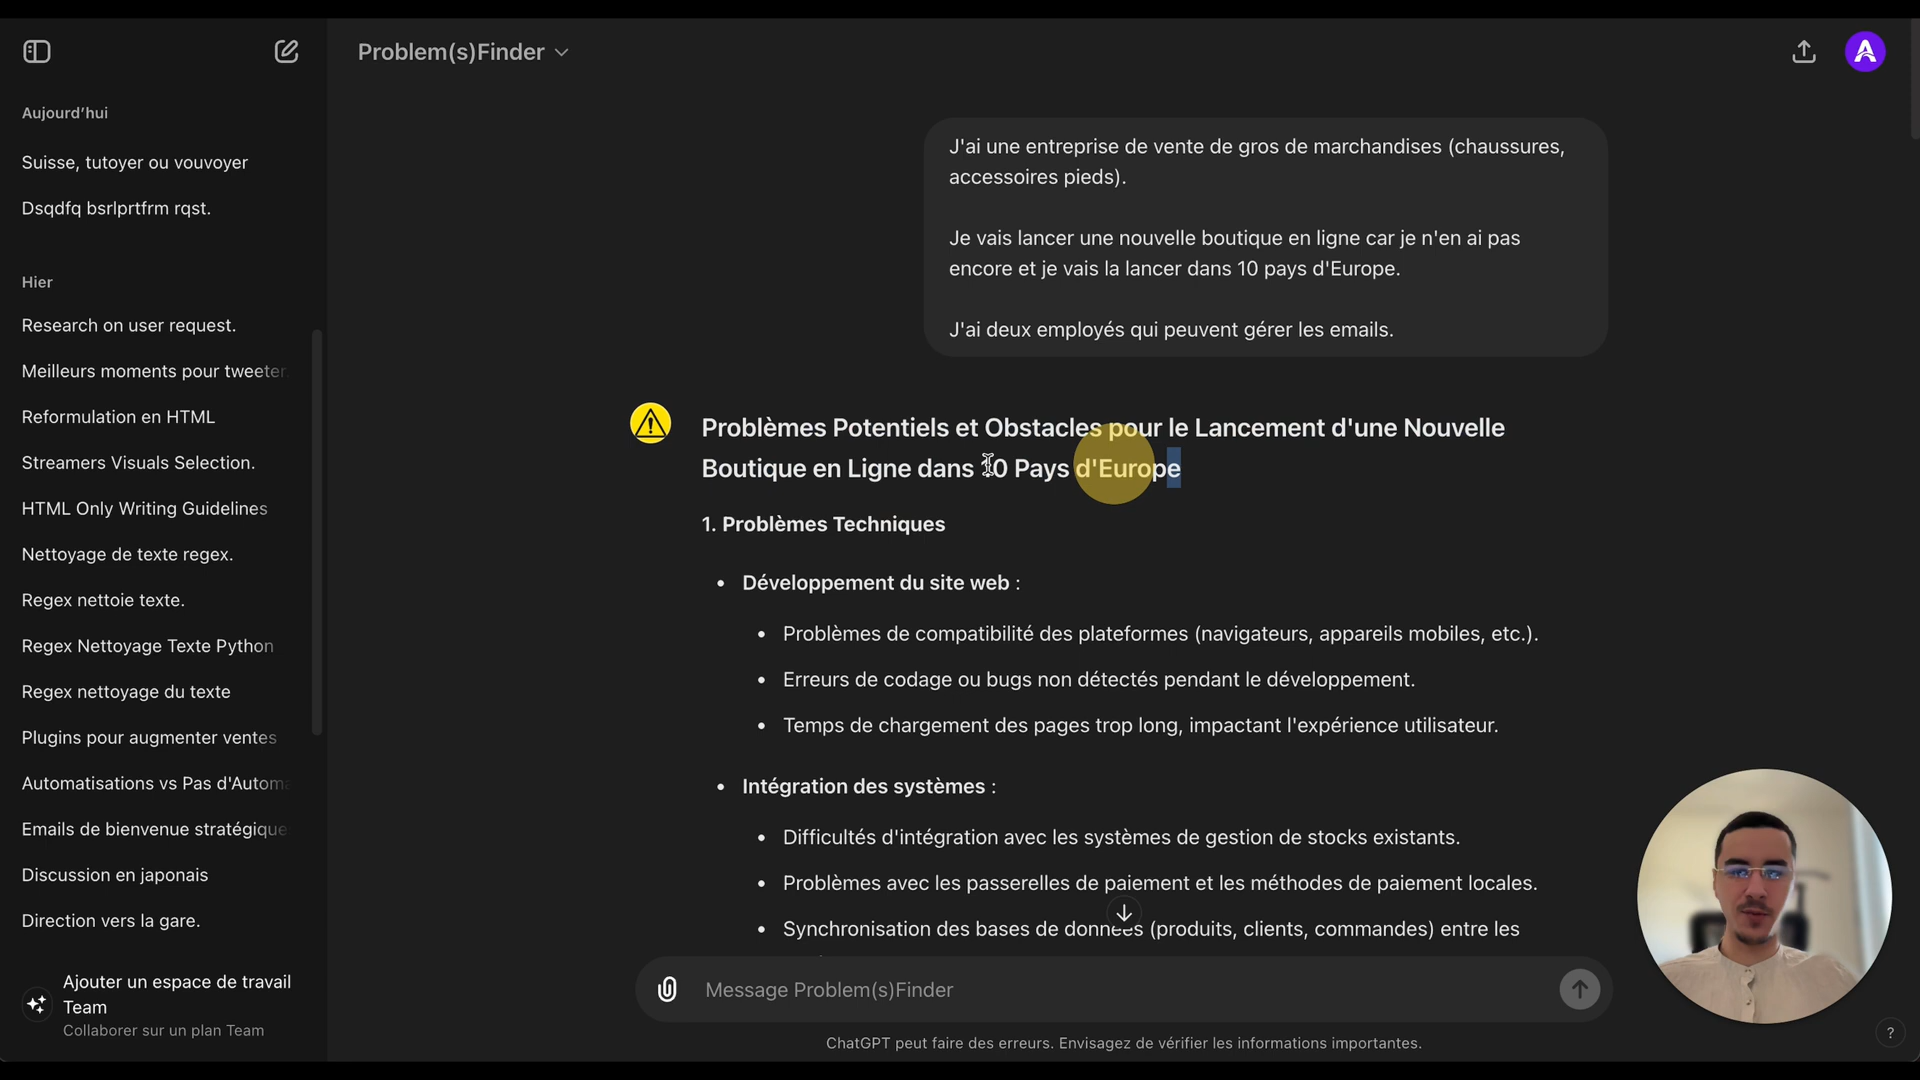 Problem(s)Finder
A
Aujourd'hui
Suisse, tutoyer ou vouvoyer
Dsqdfq bsrlprtfrm rqst.
Hier
Research on user request.
Meilleurs moments pour tweeter
Reformulation en HTML
Streamers Visuals Selection.
HTML Only Writing Guidelines
Nettoyage de texte regex.
Regex nettoie texte.
Regex Nettoyage Texte Python
Regex nettoyage du texte
Plugins pour augmenter ventes
Automatisations vs Pas d'Autom
Emails de bienvenue stratégique
Discussion en japonais
Direction vers la gare.
Ajouter un espace de travail
Team
Collaborer sur un plan Team
J'ai une entreprise de vente de gros de marchandises (chaussures,
accessoires pieds).
Je vais lancer une nouvelle boutique en ligne car je n'en ai pas
encore et je vais la lancer dans 10 pays d'Europe.
J'ai deux employés qui peuvent gérer les emails.
Problèmes Potentiels et Obstacles pour le Lancement d'une Nouvelle
Boutique en Ligne dans 10 Pays d'Europe
1. Problèmes Techniques
• Développement du site web :
• Problèmes de compatibilité des plateformes (navigateurs, appareils mobiles, etc.).
• Erreurs de codage ou bugs non détectés pendant le développement.
• Temps de chargement des pages trop long, impactant l'expérience utilisateur.
• Intégration des systèmes :
• Difficultés d'intégration avec les systèmes de gestion de stocks existants.
• Problèmes avec les passerelles de paiement et les méthodes de paiement locales.
• Synchronisation des bases de données (produits, clients, commandes) entre les
Message Problem(s)Finder
ChatGPT peut faire des erreurs. Envisagez de vérifier les informations importantes.
?